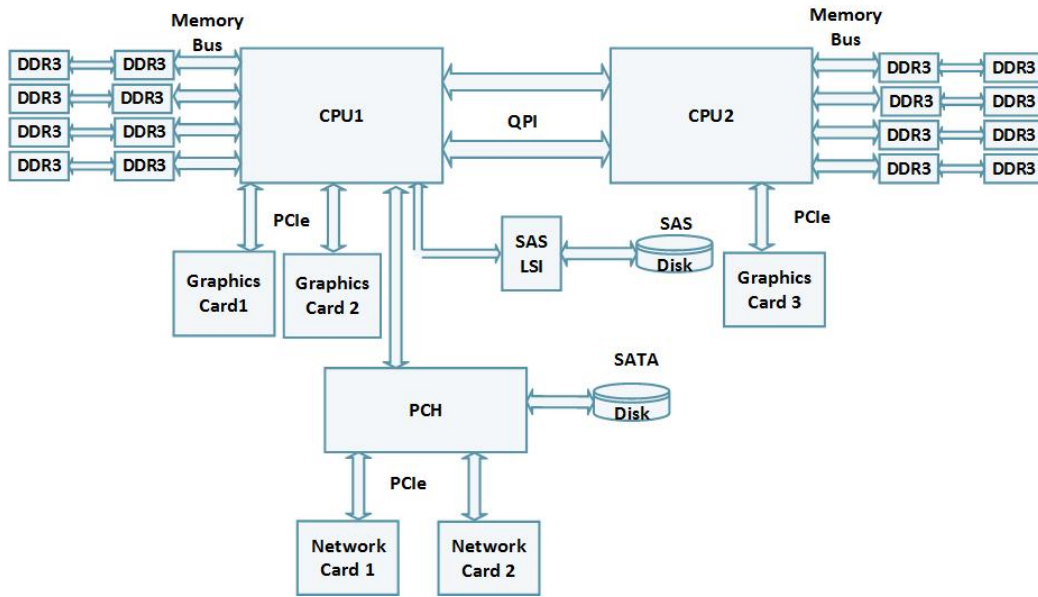 Memory
Bus
Memory
Bus
DDR3 DDR3
DDR3 DDR3
DDR3 DDR3
DDR3 DDR3
CPU1
QPI
CPU2
DDR3 DDR3
DDR3 DDR3
DDR3 DDR3
DDR3 DDR3
PCIe
PCIe
Graphics
Card1
Graphics
Card 2
SAS
LSI
SAS
Disk
Graphics
Card 3
PCH
SATA
Disk
PCIe
Network
Card 1
Network
Card 2